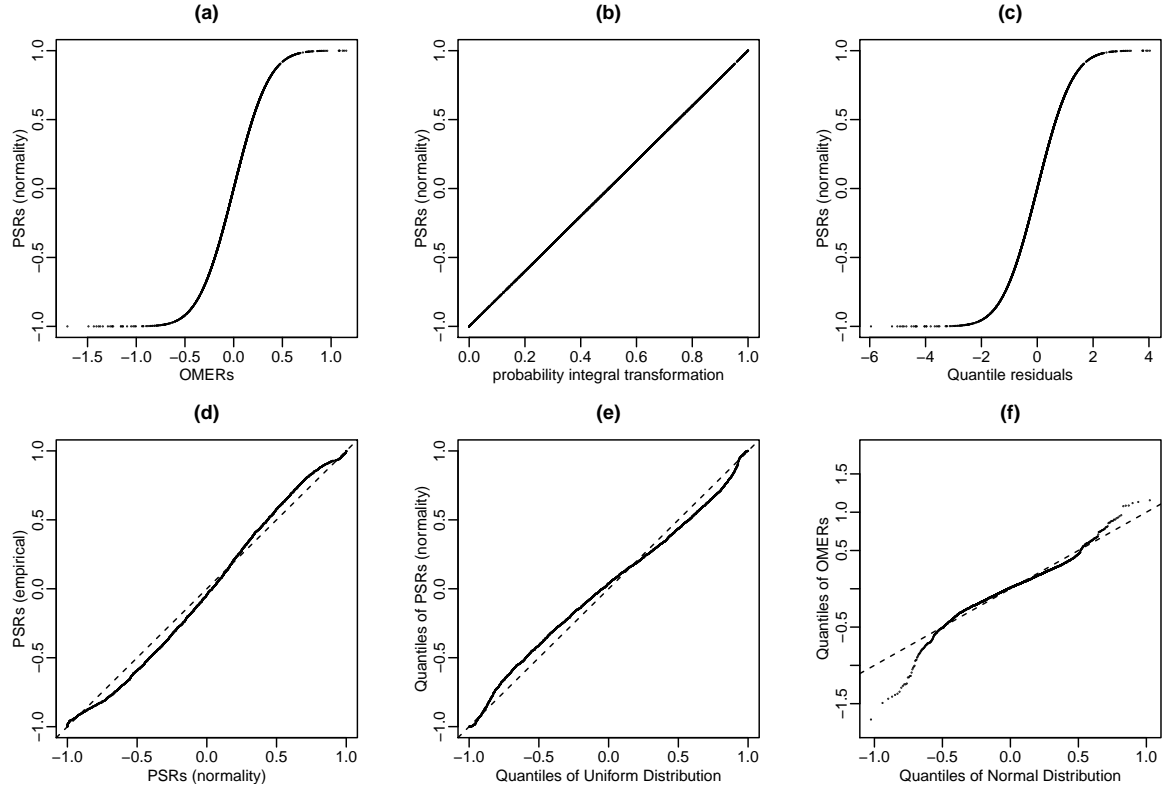 (a)
PSRs (normality)
1.0
0.5
0.0
−0.5
−1.0
−1.5 −1.0 −0.5 0.0 0.5 1.0
OMERs
(b)
PSRs (normality)
1.0
0.5
0.0
−0.5
−1.0
0.0 0.2 0.4 0.6 0.8 1.0
probability integral transformation
(c)
PSRs (normality)
1.0
0.5
0.0
−0.5
−1.0
−6 −4 −2 0 2 4
Quantile residuals
(d)
PSRs (empirical)
1.0
0.5
0.0
−0.5
−1.0
−1.0 −0.5 0.0 0.5 1.0
PSRs (normality)
(e)
Quantiles of PSRs (normality)
1.0
0.5
0.0
−0.5
−1.0
−1.0 −0.5 0.0 0.5 1.0
Quantiles of Uniform Distribution
(f)
Quantiles of OMERs
1.5
1.0
0.5
−0.5
−1.5
−1.0 −0.5 0.0 0.5 1.0
Quantiles of Normal Distribution